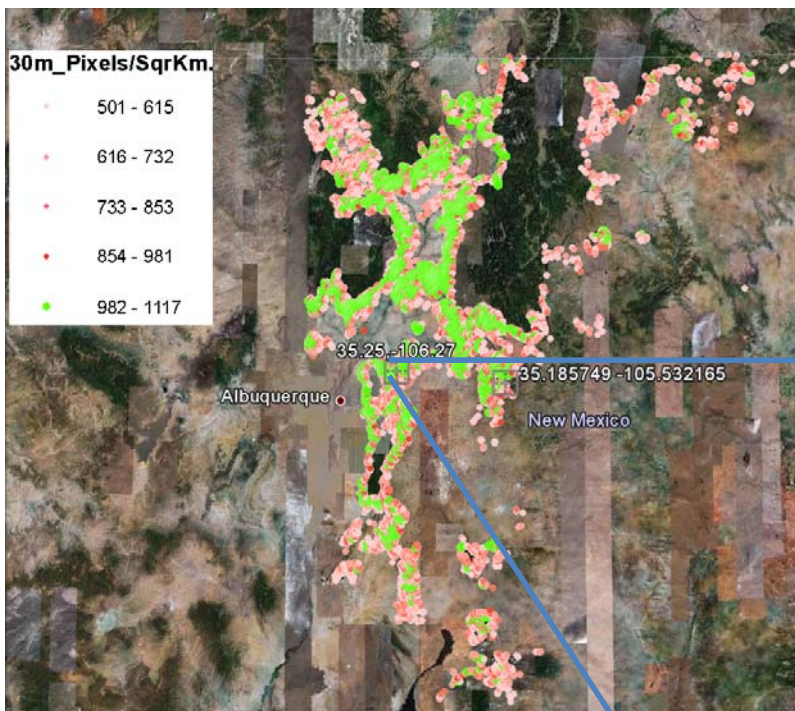 30m_Pixels/SqrKm.
501 - 615
616 - 732
733 - 853
854 - 981
982 - 1117
35.25,-106.27
35.185749 -105.532165
Albuquerque
New Mexico